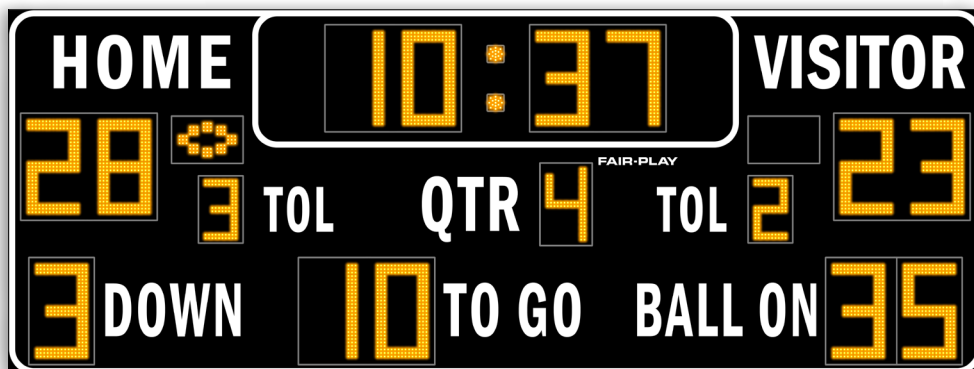 HOME 10:37 VISITOR
28 23
FAIR-PLAY
3 TOL QTR 4 TOL 2
3 DOWN 10 TO GO BALL ON 35